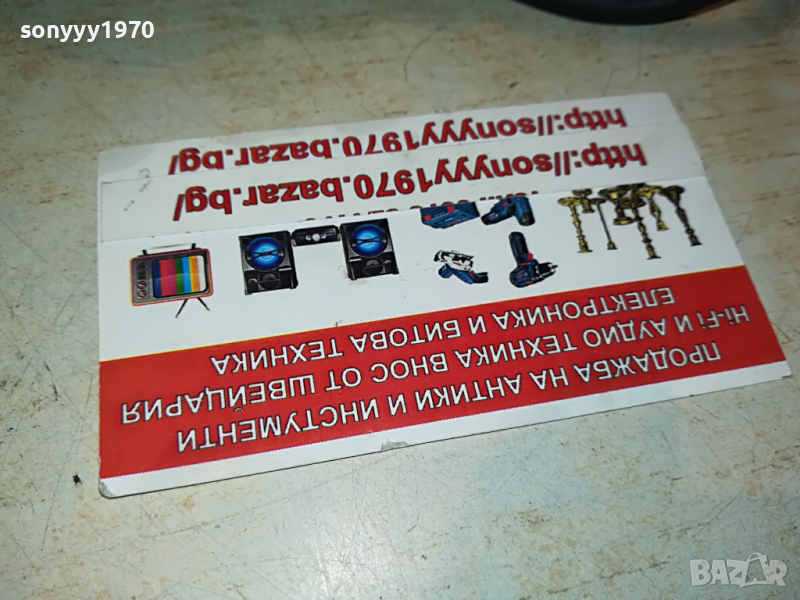 sonyyy1970
ПРОДАЖБА НА АНТИКИ И ИНСТУМЕНТИ
Hi-Fi И АУДИО ТЕХНИКА ВНОС ОТ ШВЕЙЦАРИЯ
ЕЛЕКТРОНИКА И БИТОВА ТЕХНИКА
http://sonyyy1970.bazar.bg/
http://sonyyy1970.bazar.bg/
BAZAR